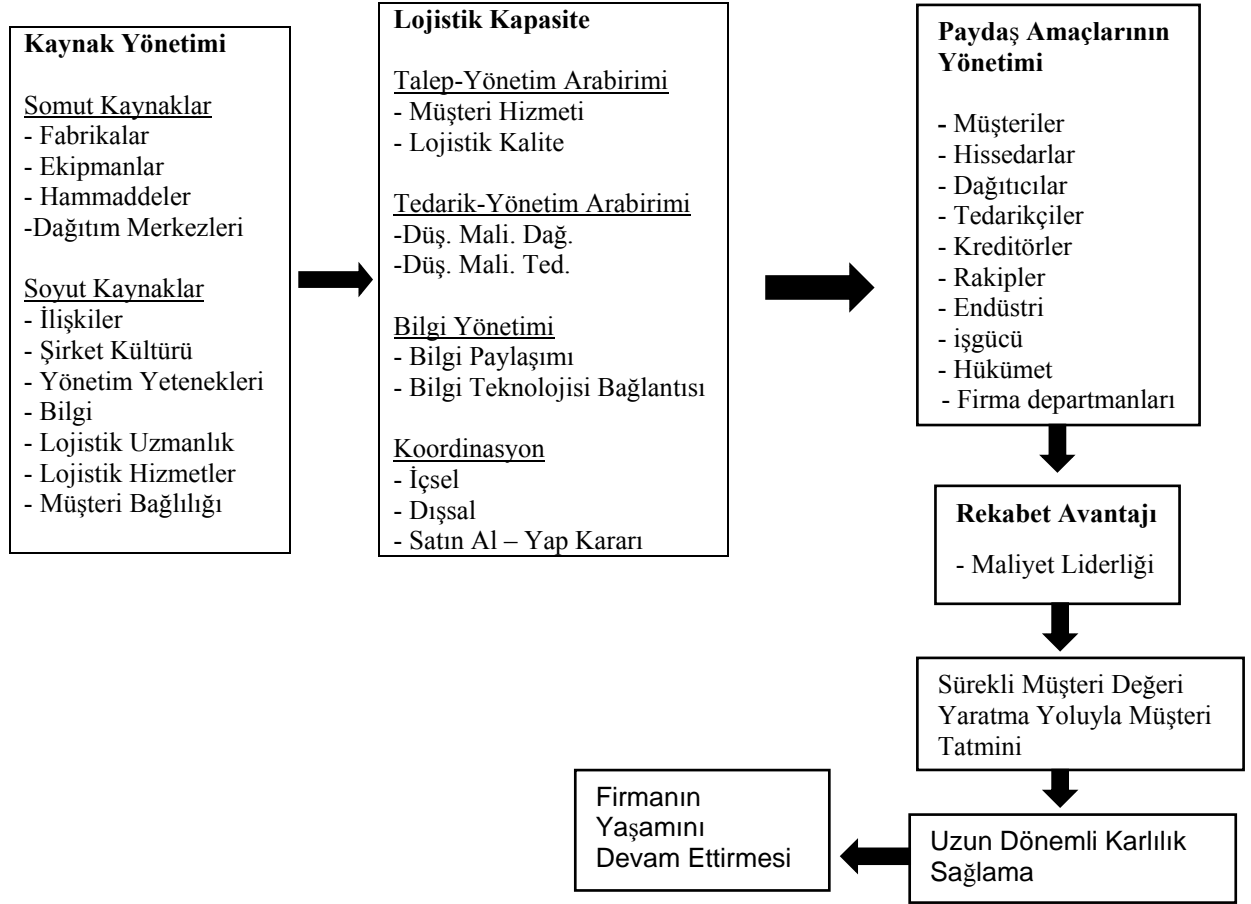 Kaynak Yönetimi
Somut Kaynaklar
- Fabrikalar
- Ekipmanlar
- Hammaddeler
-Dağıtım Merkezleri
Soyut Kaynaklar
- İlişkiler
- Şirket Kültürü
- Yönetim Yetenekleri
- Bilgi
- Lojistik Uzmanlık
- Lojistik Hizmetler
- Müşteri Bağlılığı
Lojistik Kapasite
Talep-Yönetim Arabirimi
- Müşteri Hizmeti
- Lojistik Kalite
Tedarik-Yönetim Arabirimi
-Düş. Mali. Dağ.
-Düş. Mali. Ted.
Bilgi Yönetimi
- Bilgi Paylaşımı
- Bilgi Teknolojisi Bağlantısı
Koordinasyon
- İçsel
- Dışsal
- Satın Al – Yap Kararı
Paydaş Amaçlarının
Yönetimi
- Müşteriler
- Hissedarlar
- Dağıtıcılar
- Tedarikçiler
- Kreditörler
- Rakipler
- Endüstri
- işgücü
- Hükümet
- Firma departmanları
Rekabet Avantajı
- Maliyet Liderliği
Sürekli Müşteri Değeri
Yaratma Yoluyla Müşteri
Tatmini
Uzun Dönemli Karlılık
Sağlama
Firmanın
Yaşamını
Devam Ettirmesi